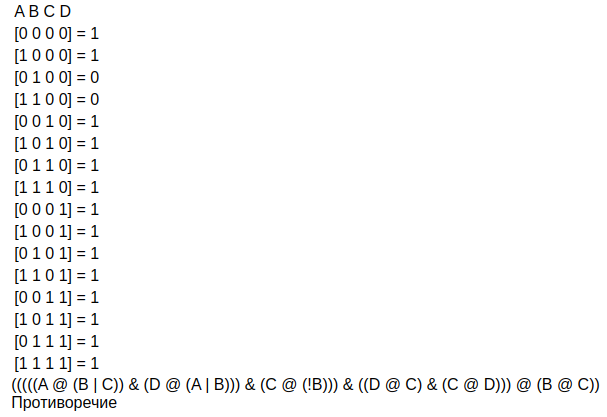 A B C D
[0 0 0 0] = 1
[1 0 0 0] = 1
[0 1 0 0] = 0
[1 1 0 0] = 0
[0 0 1 0] = 1
[1 0 1 0] = 1
[0 1 1 0] = 1
[1 1 1 0] = 1
[0 0 0 1] = 1
[1 0 0 1] = 1
[0 1 0 1] = 1
[1 1 0 1] = 1
[0 0 1 1] = 1
[1 0 1 1] = 1
[0 1 1 1] = 1
[1 1 1 1] = 1
(((((A @ (B | C)) & (D @ (A | B))) & (C @ (!B))) & ((D @ C) & (C @ D))) @ (B @ C))
Противоречие